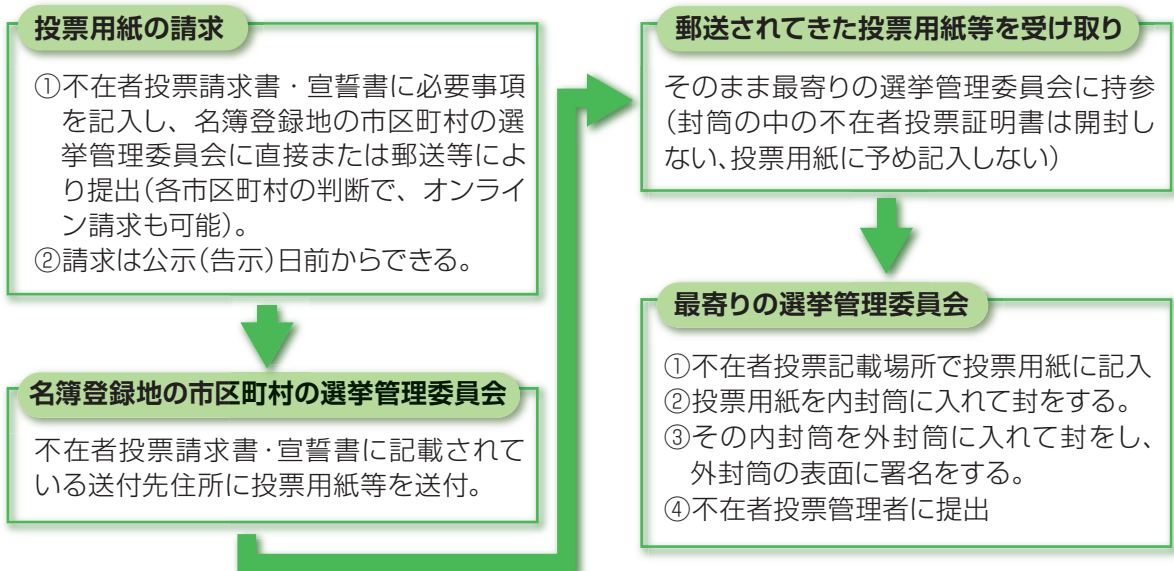 投票用紙の請求
①不在者投票請求書・宣誓書に必要事項
を記入し、名簿登録地の市区町村の選
挙管理委員会に直接または郵送等によ
り提出(各市区町村の判断で、オンライ
ン請求も可能)。
②請求は公示(告示)日前からできる。
名簿登録地の市区町村の選挙管理委員会
不在者投票請求書・宣誓書に記載されて
いる送付先住所に投票用紙等を送付。
郵送されてきた投票用紙等を受け取り
そのまま最寄りの選挙管理委員会に持参
(封筒の中の不在者投票証明書は開封し
ない、投票用紙に予め記入しない)
最寄りの選挙管理委員会
①不在者投票記載場所で投票用紙に記入
②投票用紙を内封筒に入れて封をする。
③その内封筒を外封筒に入れて封をし、
外封筒の表面に署名をする。
④不在者投票管理者に提出